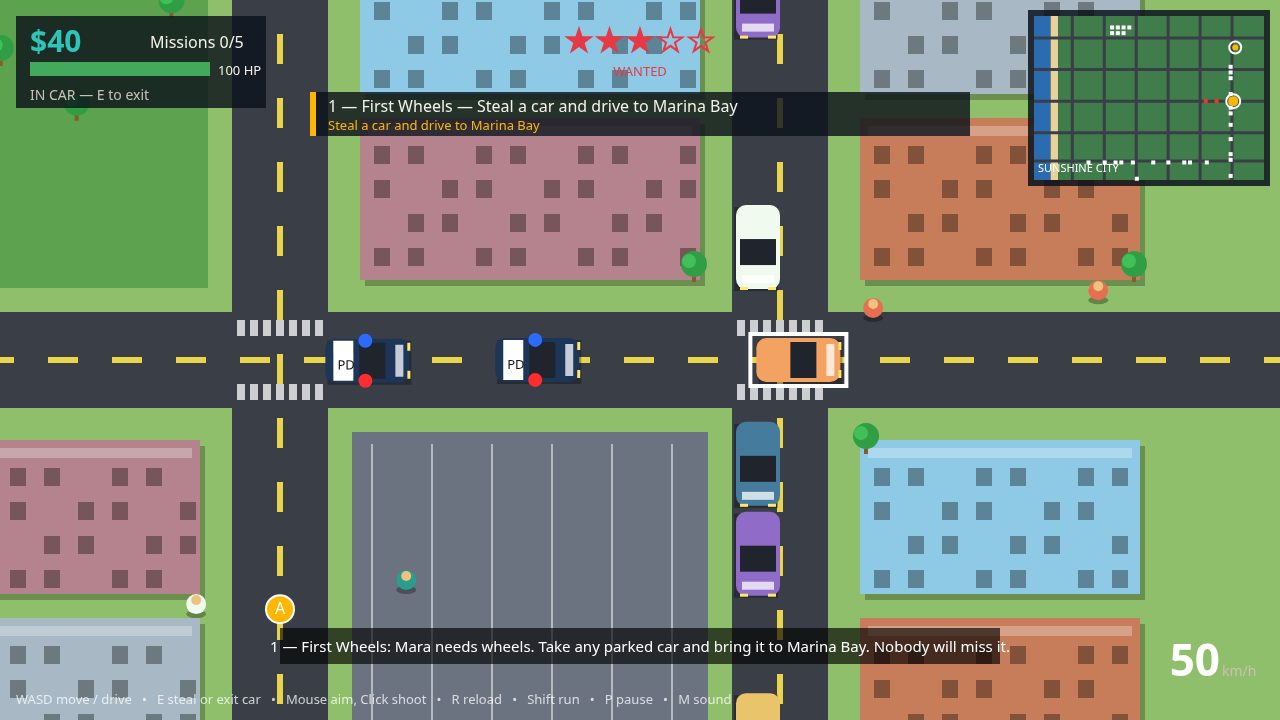 $40
Missions 0/5
100 HP
IN CAR — E to exit
WANTED
1 — First Wheels — Steal a car and drive to Marina Bay
Steal a car and drive to Marina Bay
SUNSHINE CITY
PD
PD
A
1 — First Wheels: Mara needs wheels. Take any parked car and bring it to Marina Bay. Nobody will miss it.
50 km/h
WASD move / drive • E steal or exit car • Mouse aim, Click shoot • R reload • Shift run • P pause • M sound